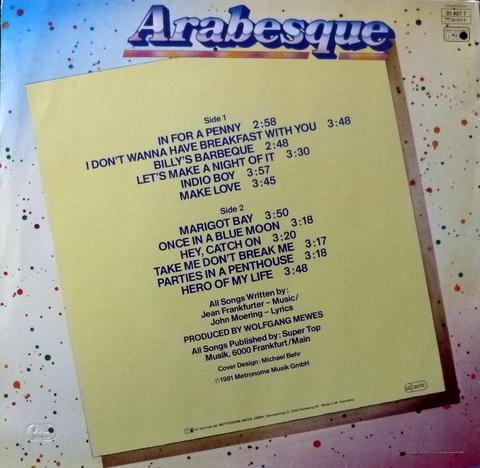 Arabesque
Side 1
IN FOR A PENNY 2:58
I DON'T WANNA HAVE BREAKFAST WITH YOU 3:48
BILLY'S BARBEQUE 2:48
LET'S MAKE A NIGHT OF IT 3:30
INDIO BOY 3:57
MAKE LOVE 3:45
Side 2
MARIGOT BAY 3:50
ONCE IN A BLUE MOON 3:18
HEY, CATCH ON 3:20
TAKE ME DON'T BREAK ME 3:17
PARTIES IN A PENTHOUSE 3:18
HERO OF MY LIFE 3:48
All Songs Written by:
Jean Frankfurter – Music/
John Moering – Lyrics
PRODUCED BY WOLFGANG MEWES
All Songs Published by: Super Top
Musik, 6000 Frankfurt/Main
Cover Design: Michael Behr
℗1981 Metronome Musik GmbH